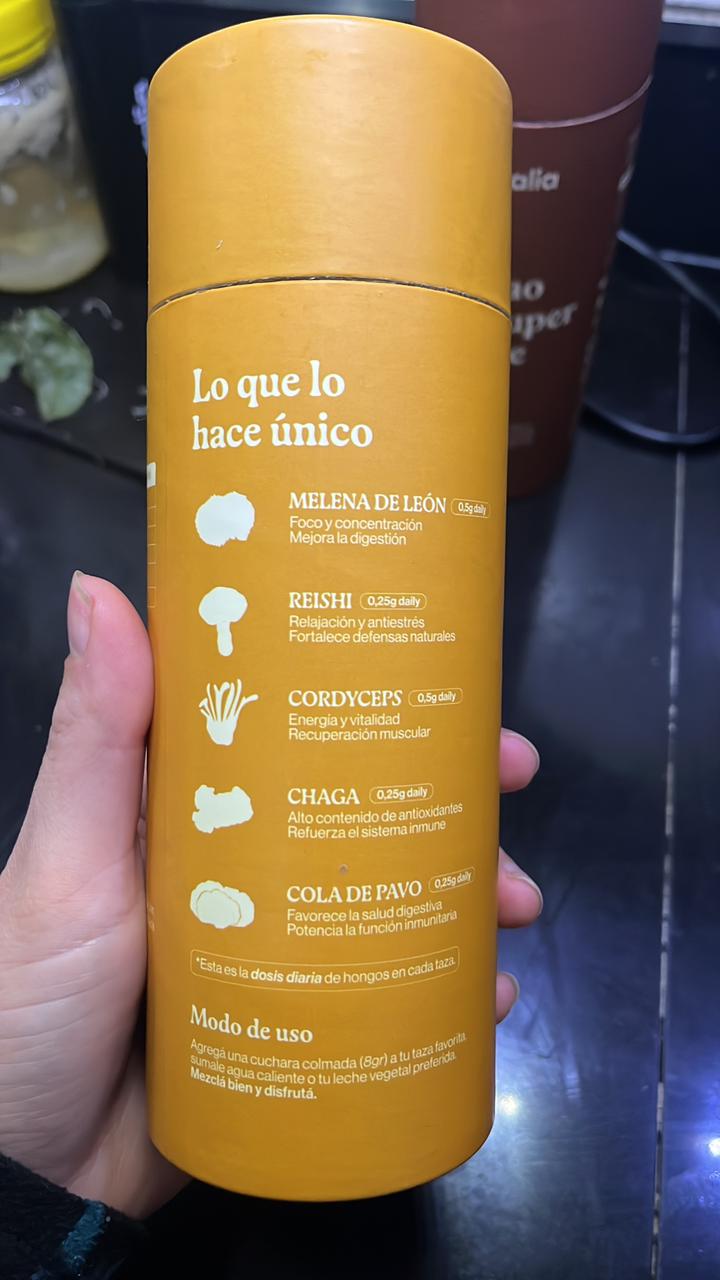 Lo que lo
hace único
MELENA DE LEÓN 0,5g daily
Foco y concentración
Mejora la digestión
REISHI 0,25g daily
Relajación y antiestrés
Fortalece defensas naturales
CORDYCEPS 0,5g daily
Energía y vitalidad
Recuperación muscular
CHAGA 0,25g daily
Alto contenido de antioxidantes
Refuerza el sistema inmune
COLA DE PAVO 0,25g daily
Favorece la salud digestiva
Potencia la función inmunitaria
*Esta es la dosis diaria de hongos en cada taza.
Modo de uso
Agregá una cuchara colmada (8gr) a tu taza favorita,
sumale agua caliente o tu leche vegetal preferida.
Mezclá bien y disfrutá.
alia
uper